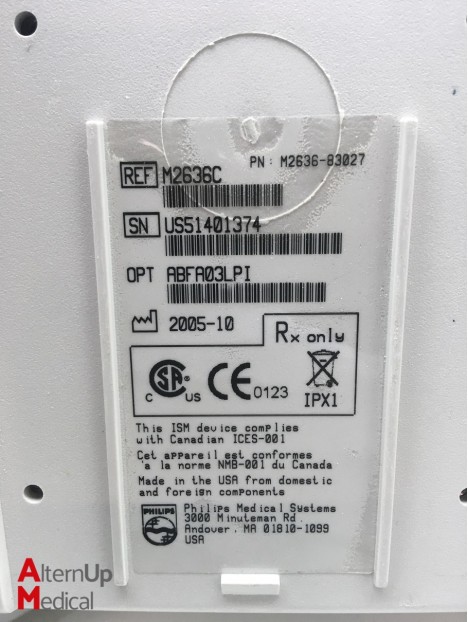 PN: M2636-83027
REF M2636C
SN US51401374
OPT ABFA03LPI
2005-10
Rx only
C SA US CE 0123 IPX1
This ISM device complies
with Canadian ICES-001
Cet appareil est conformes
'a la norme NMB-001 du Canada
Made in the USA from domestic
and foreign components
PHILIPS
Philips Medical Systems
3000 Minuteman Rd.
Andover, MA 01810-1099
USA
AlternUp
Medical